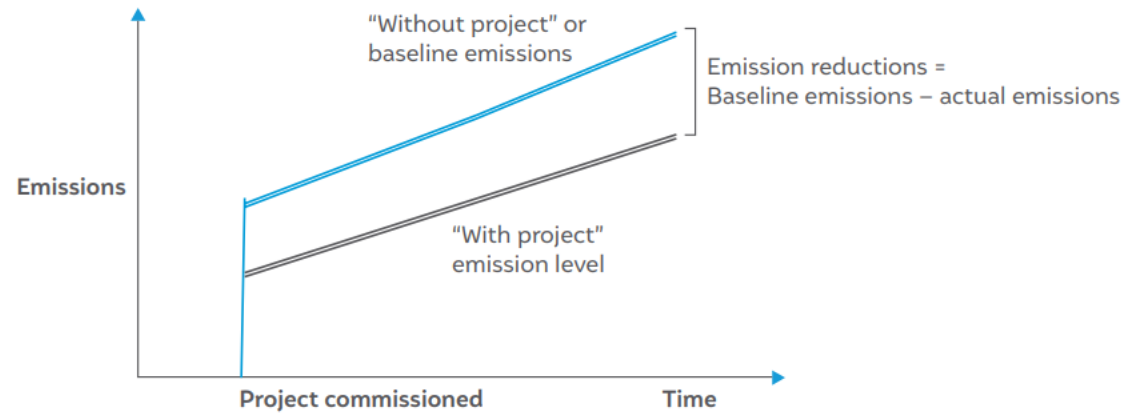 “Without project” or
baseline emissions
Emission reductions =
Baseline emissions – actual emissions
Emissions
“With project”
emission level
Project commissioned
Time